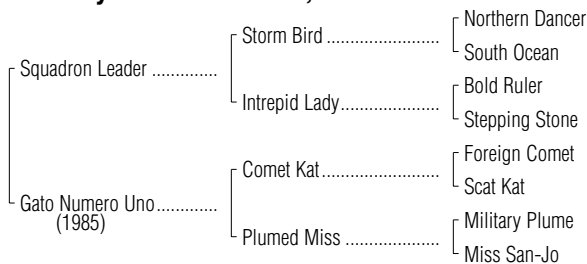 Northern Dancer
Storm Bird ........................
South Ocean
Squadron Leader .............
Bold Ruler
Intrepid Lady......................
Stepping Stone
Foreign Comet
Comet Kat..........................
Scat Kat
Gato Numero Uno.............
(1985)
Military Plume
Plumed Miss .....................
Miss San-Jo